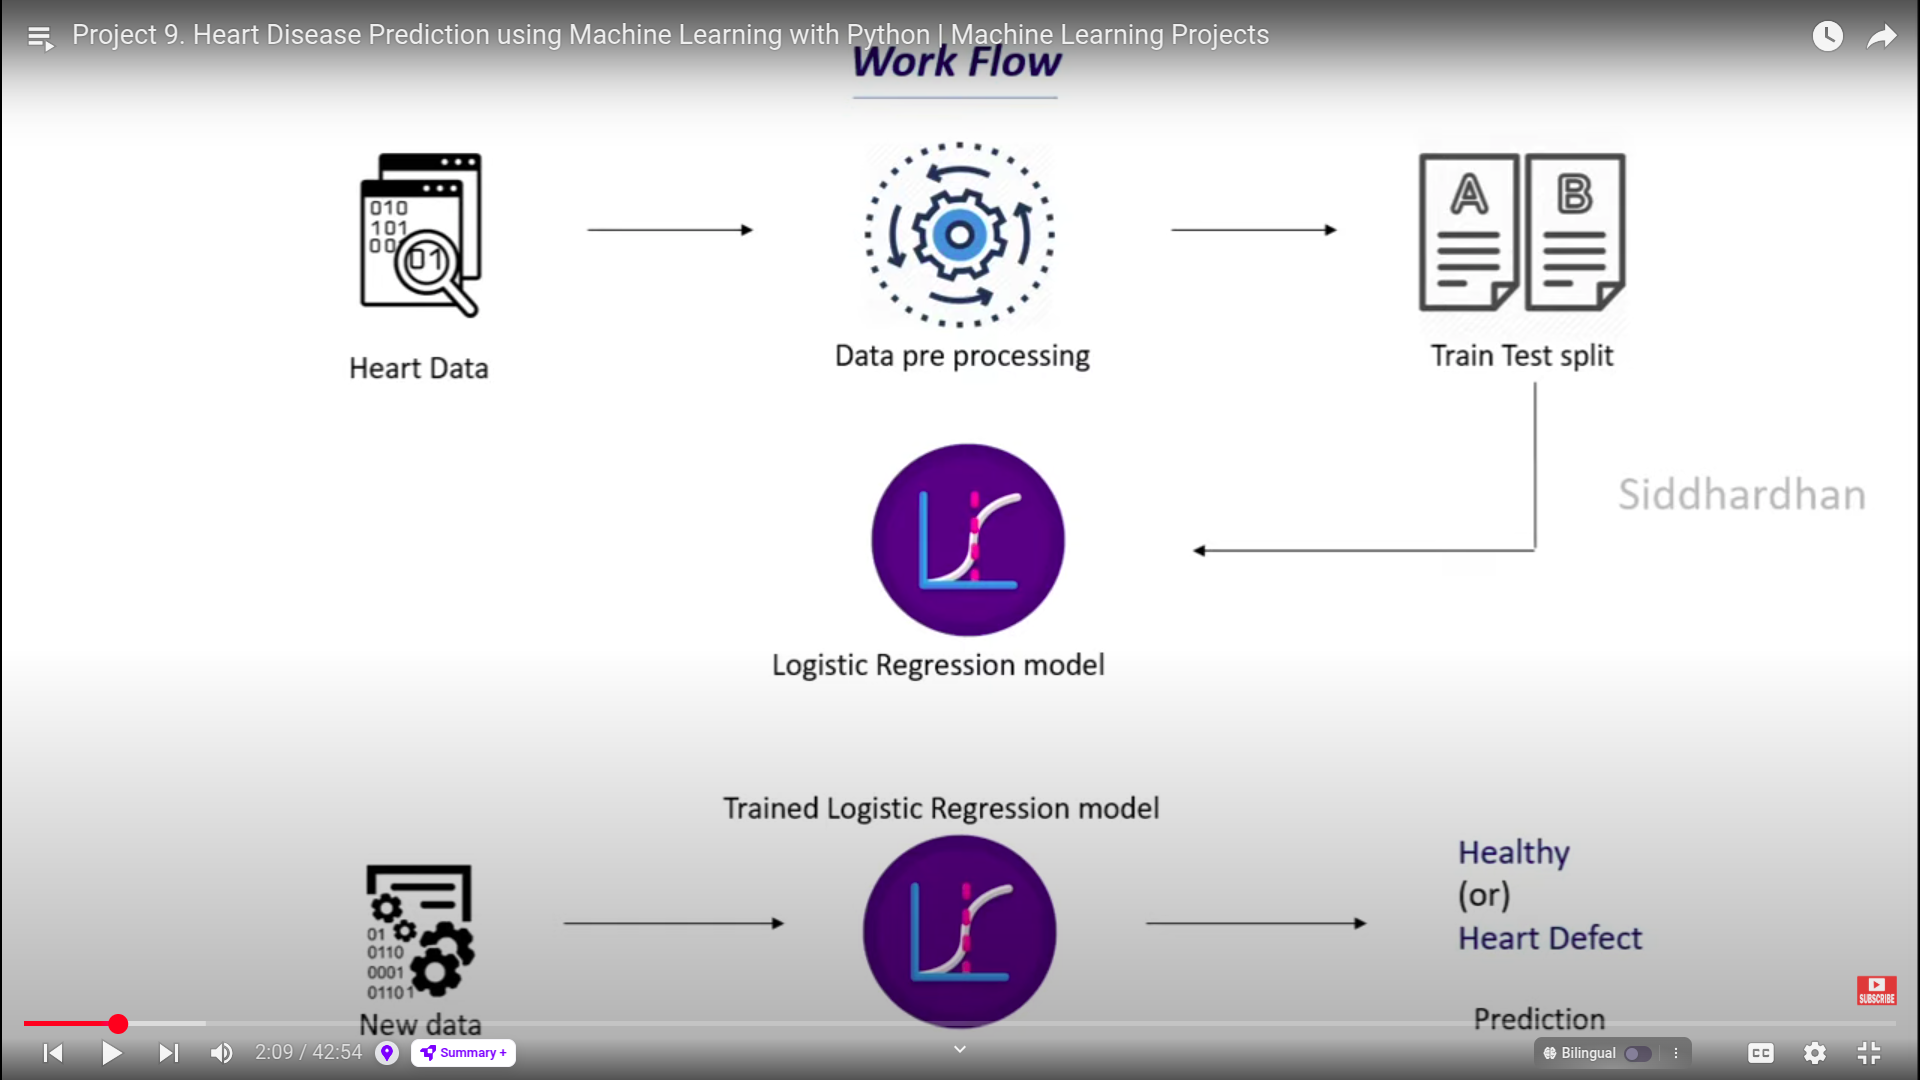 Project 9. Heart Disease Prediction using Machine Learning with Python | Machine Learning Projects
Work Flow
010
101
00
01
A B
Heart Data
Data pre processing
Train Test split
Siddhardhan
Logistic Regression model
Trained Logistic Regression model
Healthy
(or)
Heart Defect
01
0110
0001
01101
SUBSCRIBE
New data
Prediction
2:09 / 42:54
Summary +
Bilingual
CC